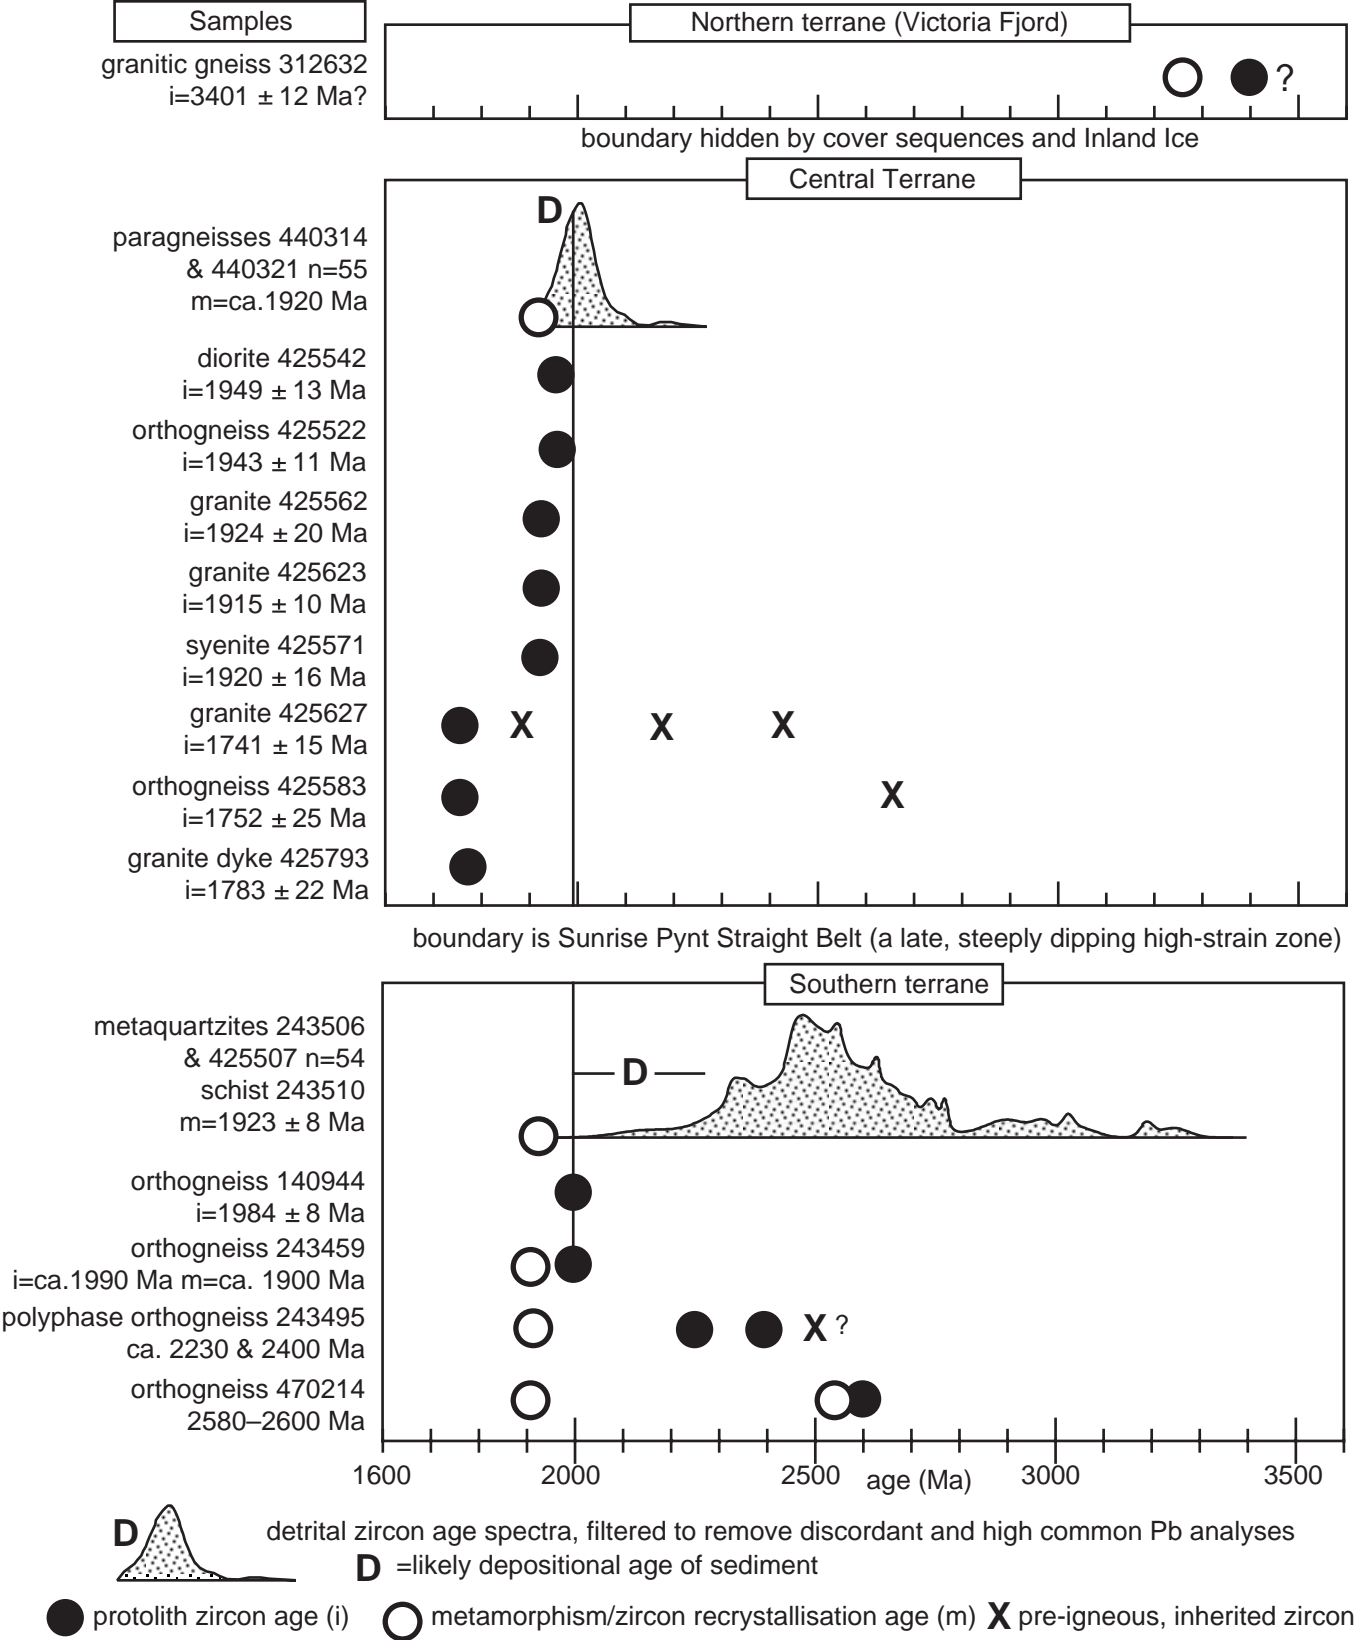 Samples
Northern terrane (Victoria Fjord)
granitic gneiss 312632
i=3401 ± 12 Ma?
?
boundary hidden by cover sequences and Inland Ice
Central Terrane
D
paragneisses 440314
& 440321 n=55
m=ca.1920 Ma
diorite 425542
i=1949 ± 13 Ma
orthogneiss 425522
i=1943 ± 11 Ma
granite 425562
i=1924 ± 20 Ma
granite 425623
i=1915 ± 10 Ma
syenite 425571
i=1920 ± 16 Ma
granite 425627
i=1741 ± 15 Ma
X X X
orthogneiss 425583
i=1752 ± 25 Ma
X
granite dyke 425793
i=1783 ± 22 Ma
boundary is Sunrise Pynt Straight Belt (a late, steeply dipping high-strain zone)
Southern terrane
metaquartzites 243506
& 425507 n=54
schist 243510
m=1923 ± 8 Ma
D
orthogneiss 140944
i=1984 ± 8 Ma
orthogneiss 243459
i=ca.1990 Ma m=ca. 1900 Ma
polyphase orthogneiss 243495
ca. 2230 & 2400 Ma
X ?
orthogneiss 470214
2580–2600 Ma
1600 2000 2500 age (Ma) 3000 3500
D
detrital zircon age spectra, filtered to remove discordant and high common Pb analyses
D =likely depositional age of sediment
protolith zircon age (i) metamorphism/zircon recrystallisation age (m) X pre-igneous, inherited zircon